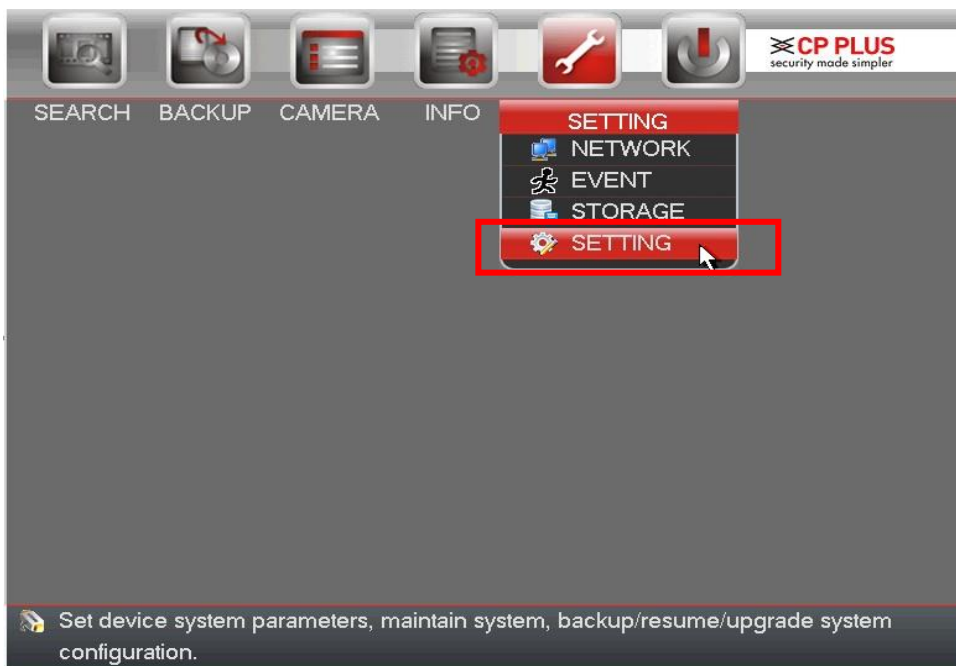 CP PLUS
security made simpler
SEARCH
BACKUP
CAMERA
INFO
SETTING
NETWORK
EVENT
STORAGE
SETTING
Set device system parameters, maintain system, backup/resume/upgrade system
configuration.